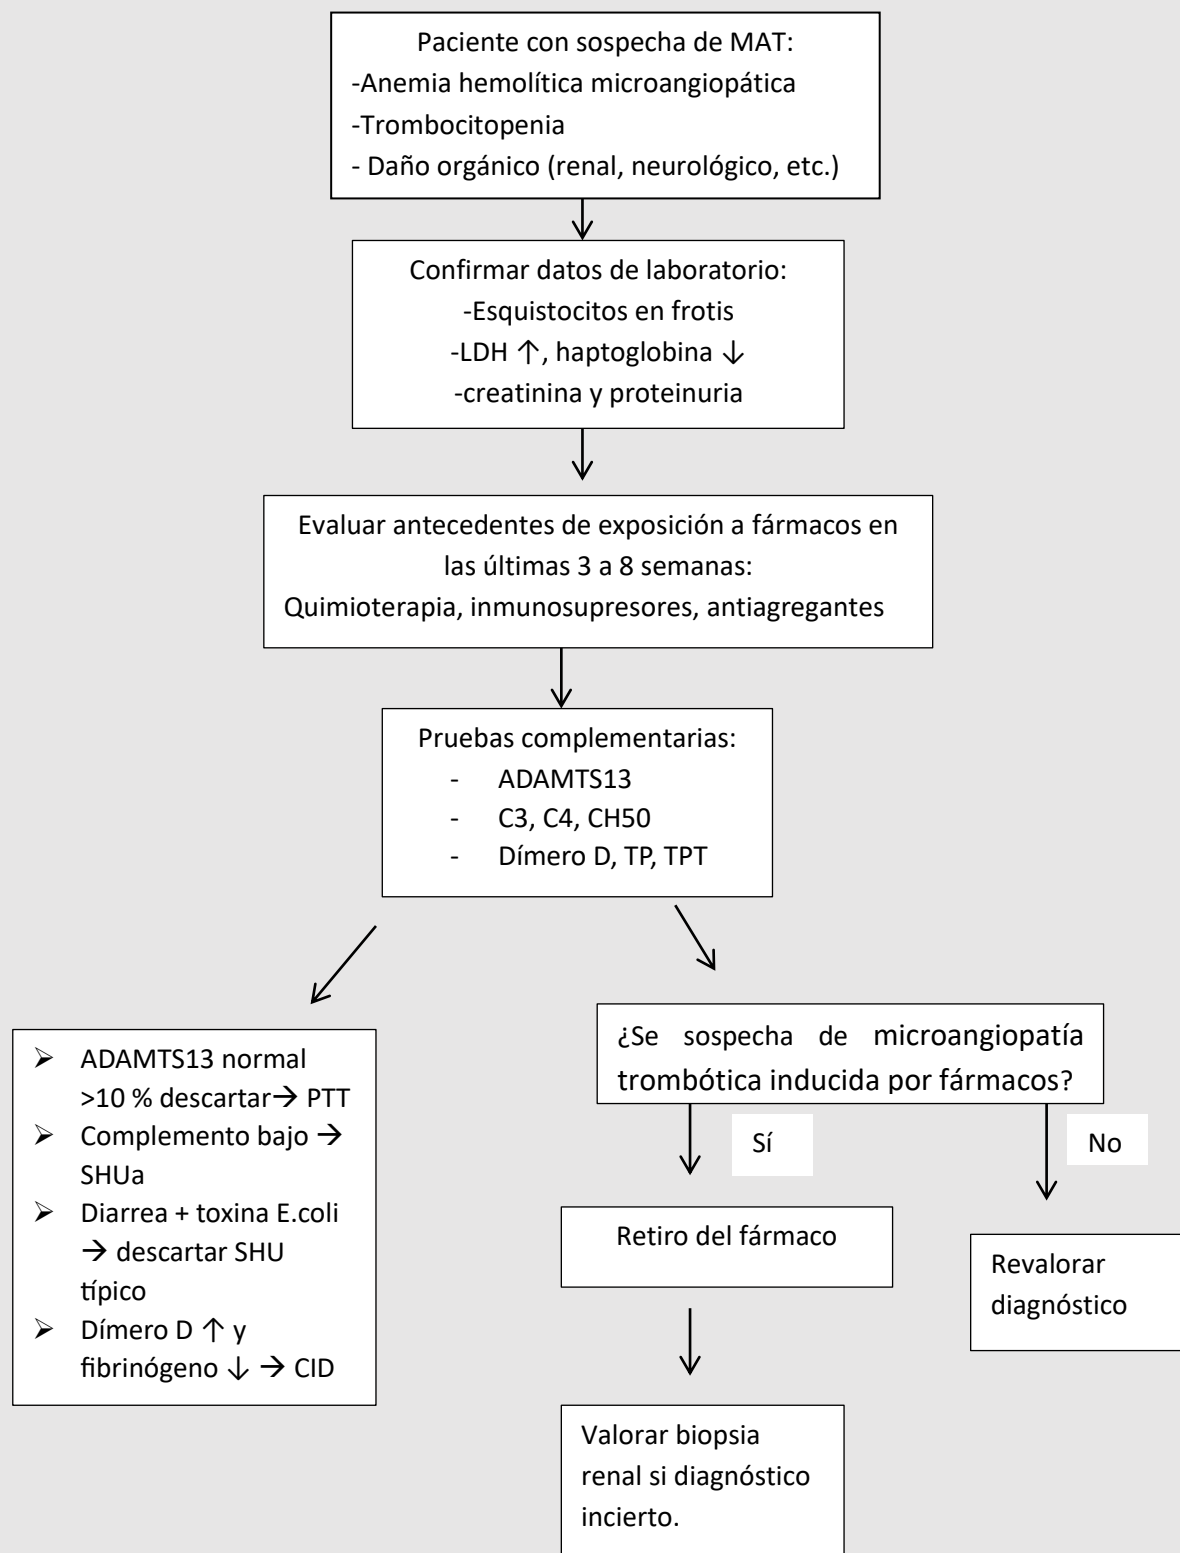 Paciente con sospecha de MAT:
-Anemia hemolítica microangiopática
-Trombocitopenia
- Daño orgánico (renal, neurológico, etc.)
Confirmar datos de laboratorio:
-Esquistocitos en frotis
-LDH ↑, haptoglobina ↓
-creatinina y proteinuria
Evaluar antecedentes de exposición a fármacos en
las últimas 3 a 8 semanas:
Quimioterapia, inmunosupresores, antiagregantes
Pruebas complementarias:
- ADAMTS13
- C3, C4, CH50
- Dímero D, TP, TPT
➢ ADAMTS13 normal
>10 % descartar→ PTT
➢ Complemento bajo →
SHUa
➢ Diarrea + toxina E.coli
→ descartar SHU
típico
➢ Dímero D ↑ y
fibrinógeno ↓ → CID
¿Se sospecha de microangiopatía
trombótica inducida por fármacos?
Sí
No
Retiro del fármaco
Revalorar
diagnóstico
Valorar biopsia
renal si diagnóstico
incierto.